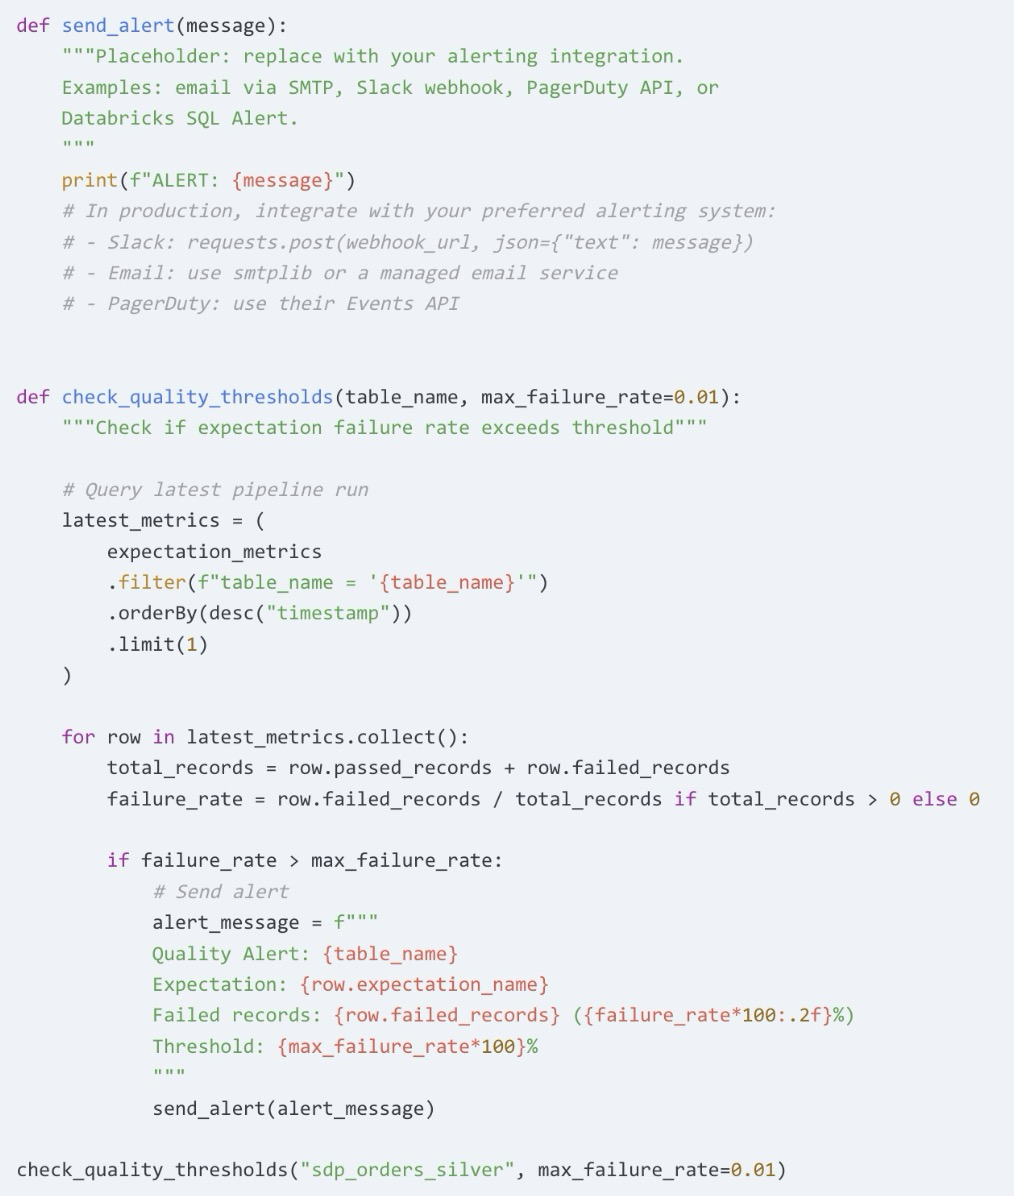 def send_alert(message):
    """Placeholder: replace with your alerting integration.
    Examples: email via SMTP, Slack webhook, PagerDuty API, or
    Databricks SQL Alert.
    """
    print(f"ALERT: {message}")
    # In production, integrate with your preferred alerting system:
    # - Slack: requests.post(webhook_url, json={"text": message})
    # - Email: use smtplib or a managed email service
    # - PagerDuty: use their Events API


def check_quality_thresholds(table_name, max_failure_rate=0.01):
    """Check if expectation failure rate exceeds threshold"""

    # Query latest pipeline run
    latest_metrics = (
        expectation_metrics
        .filter(f"table_name = '{table_name}'")
        .orderBy(desc("timestamp"))
        .limit(1)
    )

    for row in latest_metrics.collect():
        total_records = row.passed_records + row.failed_records
        failure_rate = row.failed_records / total_records if total_records > 0 else 0

        if failure_rate > max_failure_rate:
            # Send alert
            alert_message = f"""
            Quality Alert: {table_name}
            Expectation: {row.expectation_name}
            Failed records: {row.failed_records} ({failure_rate*100:.2f}%)
            Threshold: {max_failure_rate*100}%
            """
            send_alert(alert_message)

check_quality_thresholds("sdp_orders_silver", max_failure_rate=0.01)